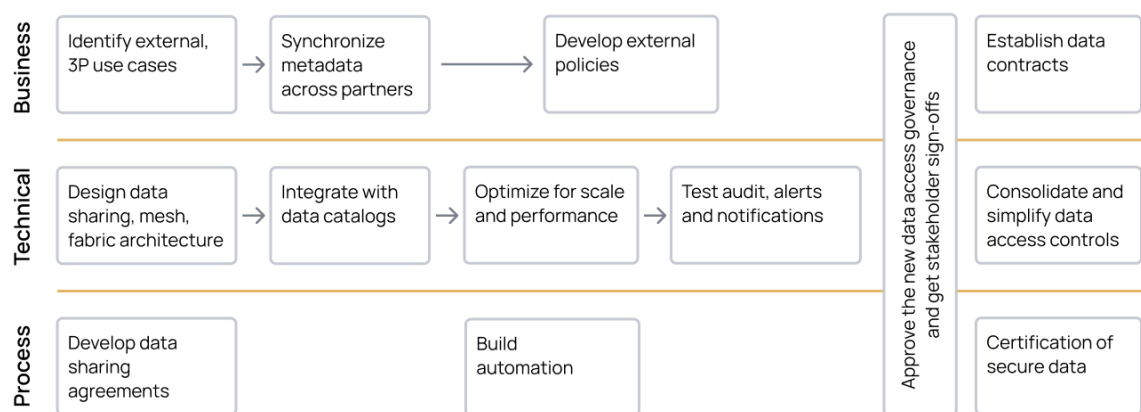 Business
Identify external,
3P use cases
Synchronize
metadata
across partners
Develop external
policies
Establish data
contracts
Technical
Design data
sharing, mesh,
fabric architecture
Integrate with
data catalogs
Optimize for scale
and performance
Test audit, alerts
and notifications
Approve the new data access governance
and get stakeholder sign-offs
Consolidate and
simplify data
access controls
Process
Develop data
sharing
agreements
Build
automation
Certification of
secure data